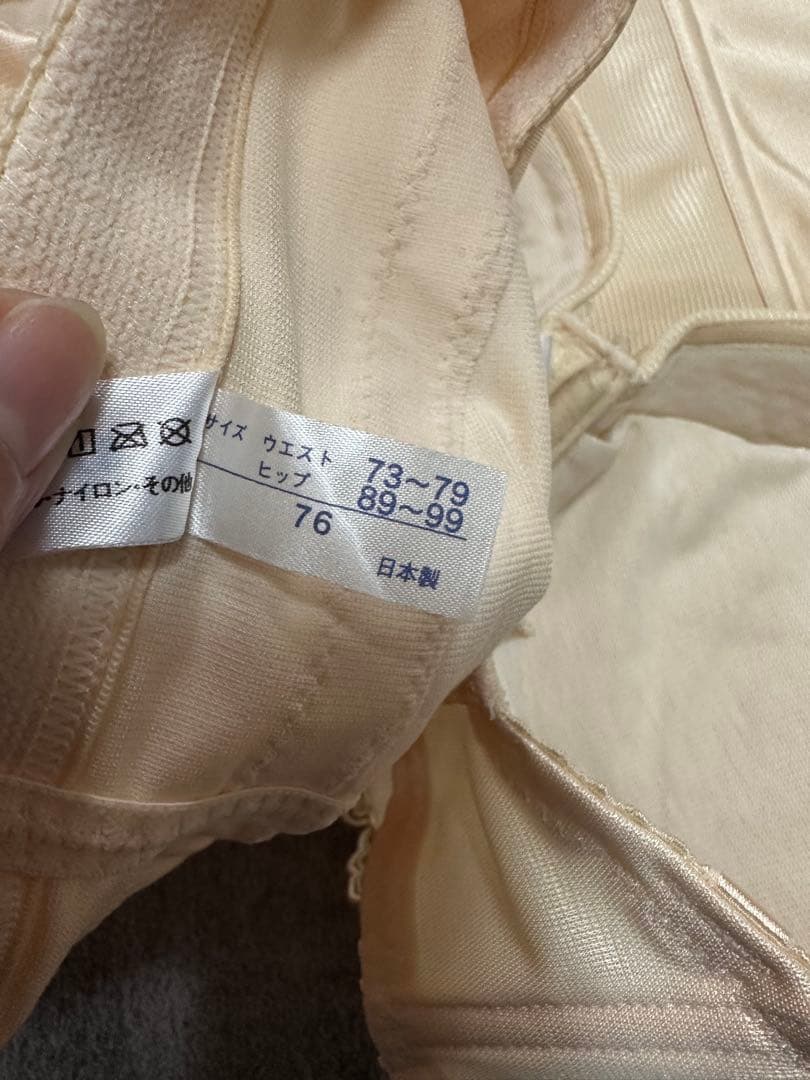 ナイロン・その他
サイズ ウエスト 73～79
ヒップ 89～99
76
日本製